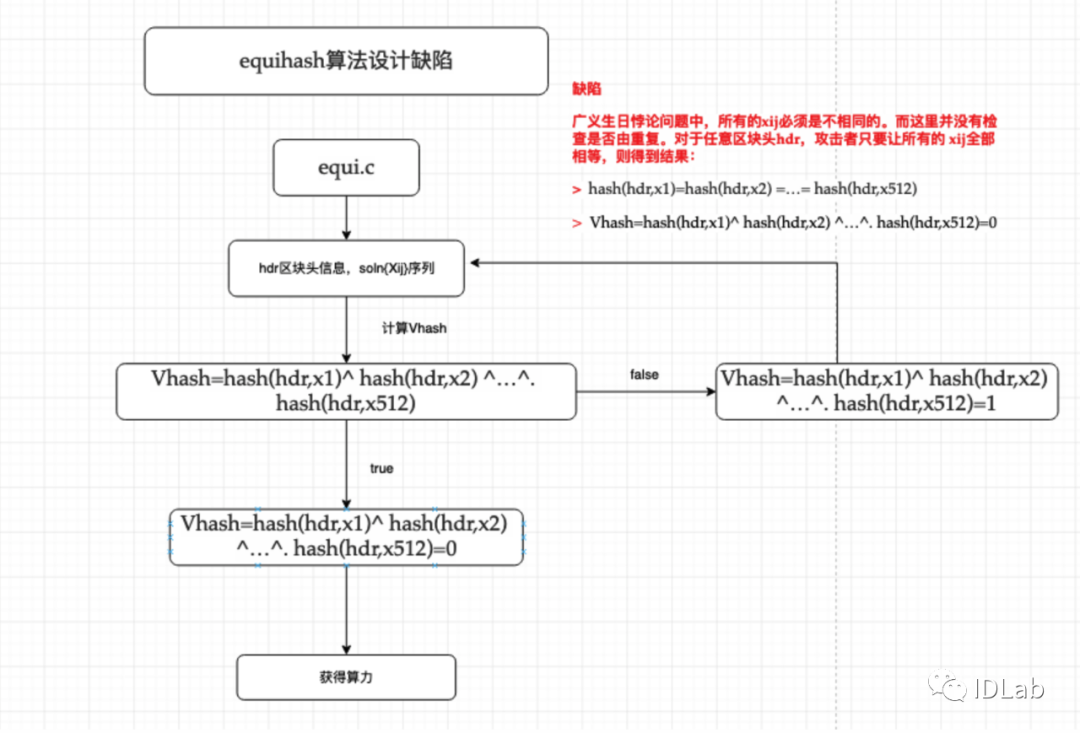 equihash算法设计缺陷
缺陷
广义生日悖论问题中，所有的xij必须是不相同的。而这里并没有检
查是否由重复。对于任意区块头hdr，攻击者只要让所有的 xij全部
相等，则得到结果：
> hash(hdr,x1)=hash(hdr,x2) =…= hash(hdr,x512)
> Vhash=hash(hdr,x1)^ hash(hdr,x2) ^…^. hash(hdr,x512)=0
equi.c
hdr区块头信息，soln{Xij}序列
计算Vhash
Vhash=hash(hdr,x1)^ hash(hdr,x2) ^…^.
hash(hdr,x512)
false
Vhash=hash(hdr,x1)^ hash(hdr,x2)
^…^. hash(hdr,x512)=1
true
Vhash=hash(hdr,x1)^ hash(hdr,x2)
^…^. hash(hdr,x512)=0
获得算力
IDLab